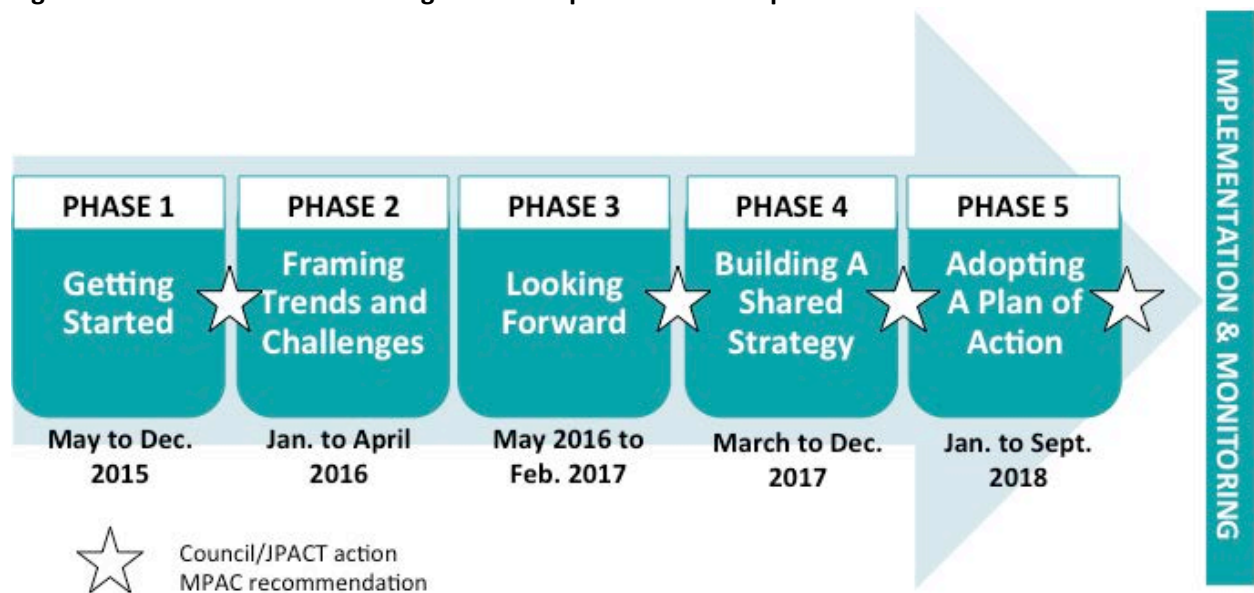 PHASE 1
Getting
Started
May to Dec.
2015
PHASE 2
Framing
Trends and
Challenges
Jan. to April
2016
PHASE 3
Looking
Forward
May 2016 to
Feb. 2017
PHASE 4
Building A
Shared
Strategy
March to Dec.
2017
PHASE 5
Adopting
A Plan of
Action
Jan. to Sept.
2018
IMPLEMENTATION & MONITORING
Council/JPACT action
MPAC recommendation